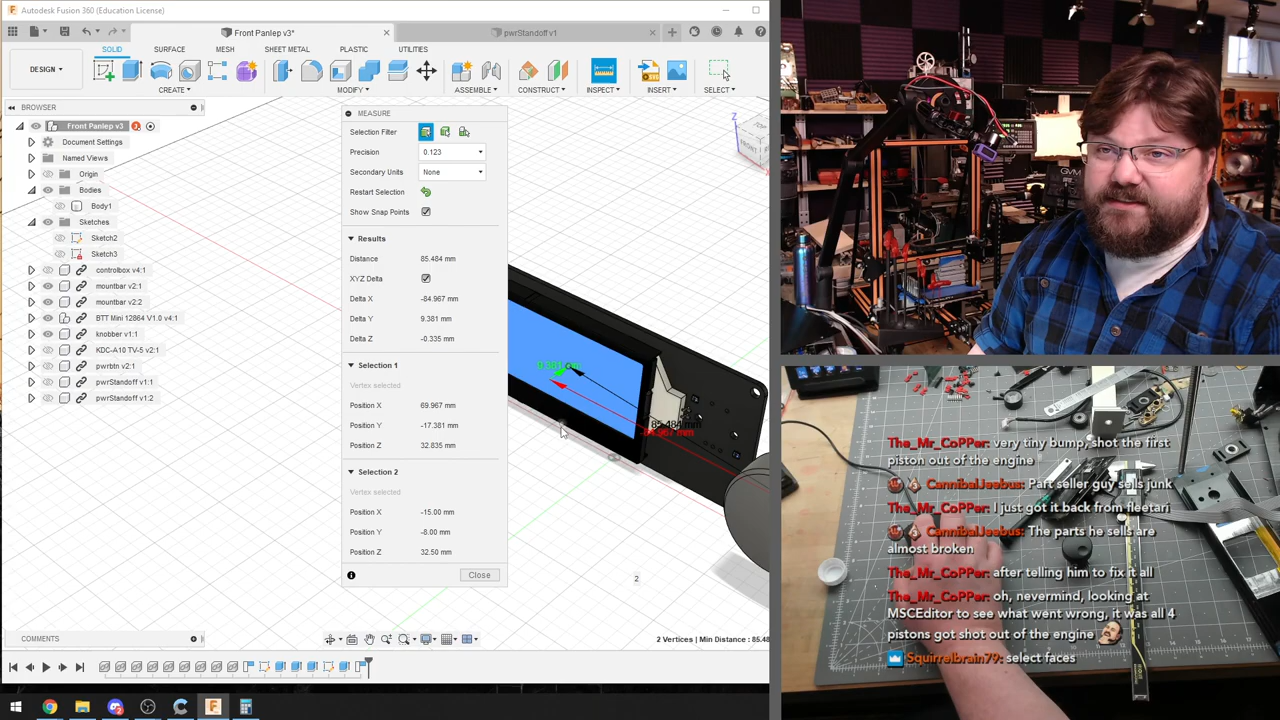 Autodesk Fusion 360 (Education License)
Front Panlep v3*
pwrStandoff v1
SOLID
SURFACE
MESH
SHEET METAL
PLASTIC
UTILITIES
DESIGN
CREATE
MODIFY
ASSEMBLE
CONSTRUCT
INSPECT
INSERT
SELECT
BROWSER
Front Panlep v3
Document Settings
Named Views
Origin
Bodies
Body1
Sketches
Sketch2
Sketch3
controlbox v4:1
mountbar v2:1
mountbar v2:2
BTT Mini 12864 V1.0 v4:1
knobber v1:1
KDC-A10 TV-5 v2:1
pwrbtn v2:1
pwrStandoff v1:1
pwrStandoff v1:2
MEASURE
Selection Filter
Precision 0.123
Secondary Units None
Restart Selection
Show Snap Points
Results
Distance 85.484 mm
XYZ Delta
Delta X -84.967 mm
Delta Y 9.381 mm
Delta Z -0.335 mm
Selection 1
Vertex selected
Position X 69.967 mm
Position Y -17.381 mm
Position Z 32.835 mm
Selection 2
Vertex selected
Position X -15.00 mm
Position Y -8.00 mm
Position Z 32.50 mm
Close
Z
9.381 mm
2
COMMENTS
2 Vertices | Min Distance : 85.48
GVM
The_Mr_CoPPer: very tiny bump, shot the first
piston out of the engine
CannibalJeebus: Part seller guy sells junk
The_Mr_CoPPer: I just got it back from fleetari
CannibalJeebus: The parts he sells are
almost broken
The_Mr_CoPPer: after telling him to fix it all
The_Mr_CoPPer: oh, nevermind, looking at
MSCEditor to see what went wrong, it was all 4
pistons got shot out of the engine
Squirrelbrain79: select faces